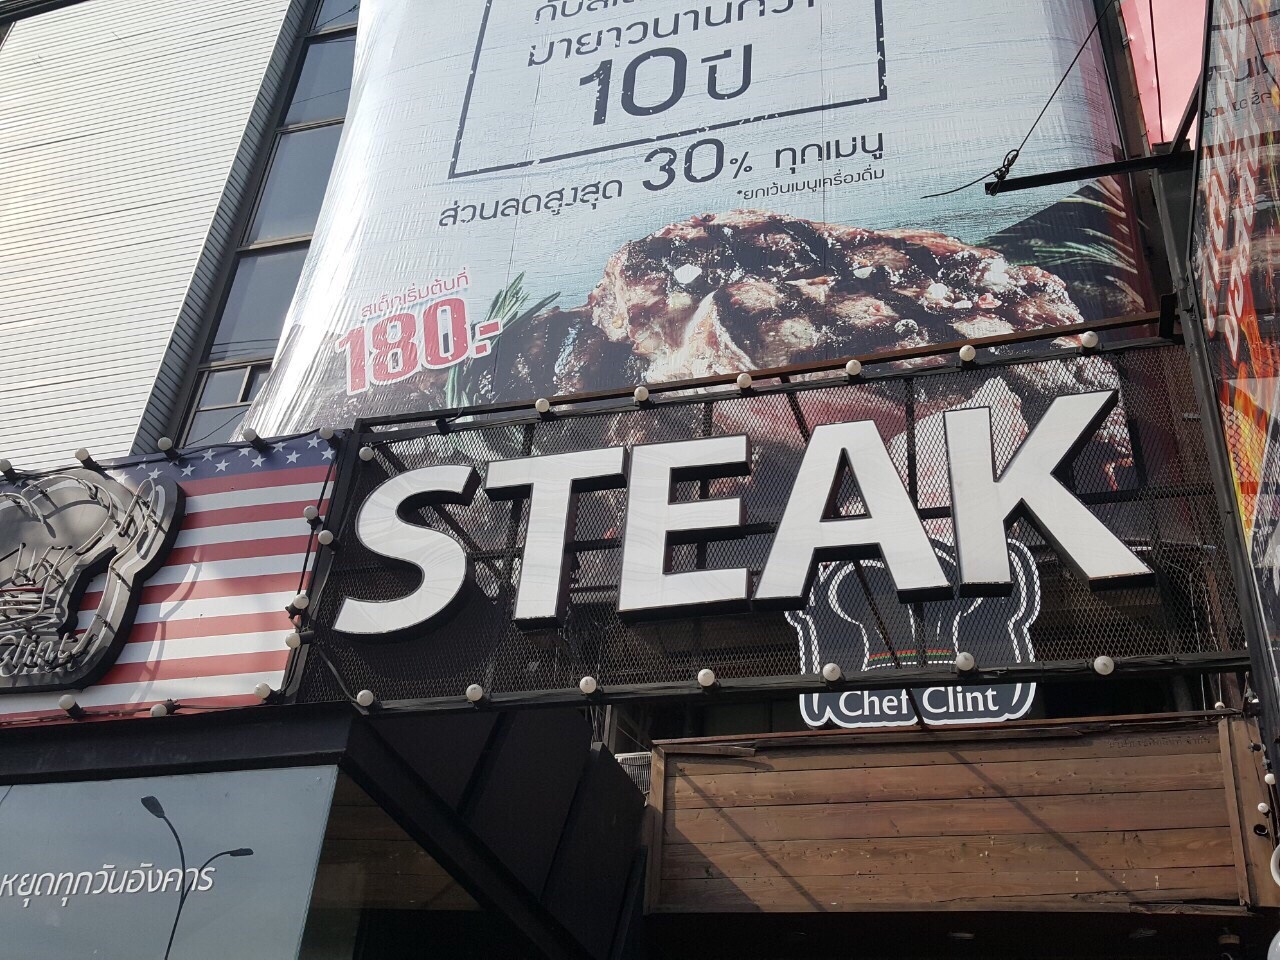 มายาวนานกว่า
10 ปี
ส่วนลดสูงสุด 30% ทุกเมนู
*ยกเว้นเมนูเครื่องดื่ม
สเต็กเริ่มต้นที่
180.-
STEAK
Chef Clint
Clint
หยุดทุกวันอังคาร